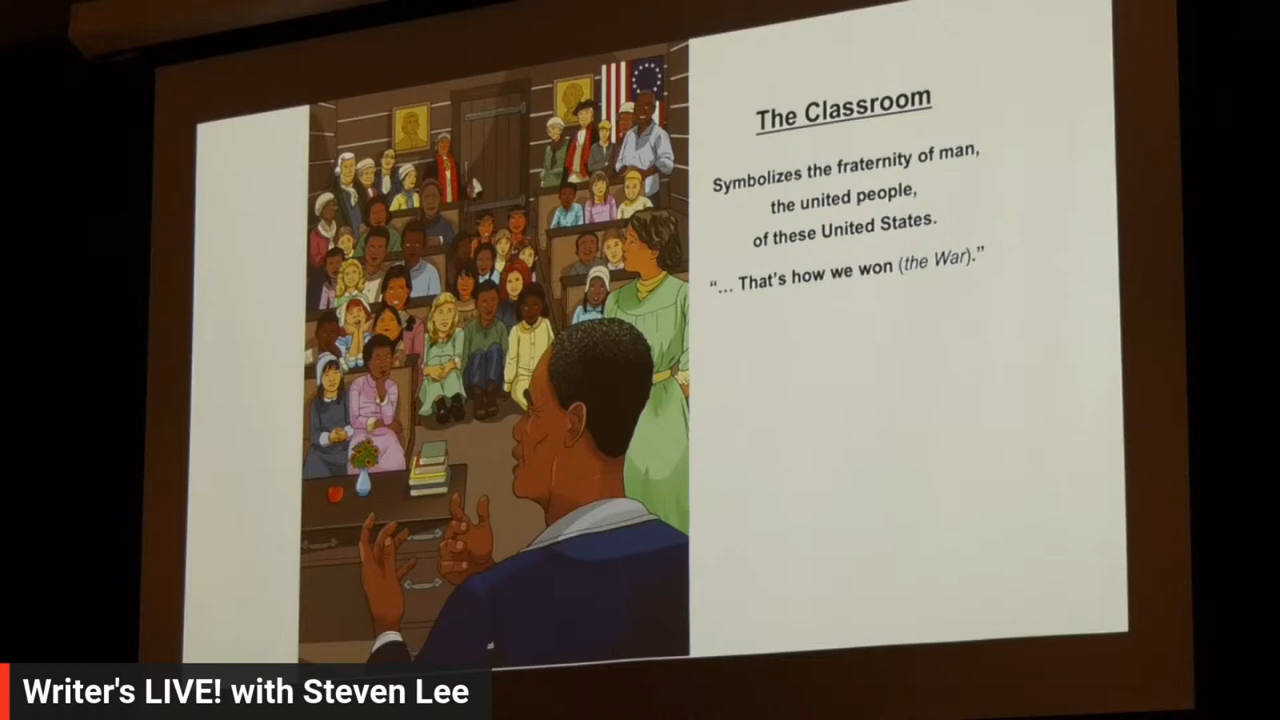 The Classroom
Symbolizes the fraternity of man,
the united people,
of these United States.
“... That’s how we won (the War).”
Writer's LIVE! with Steven Lee